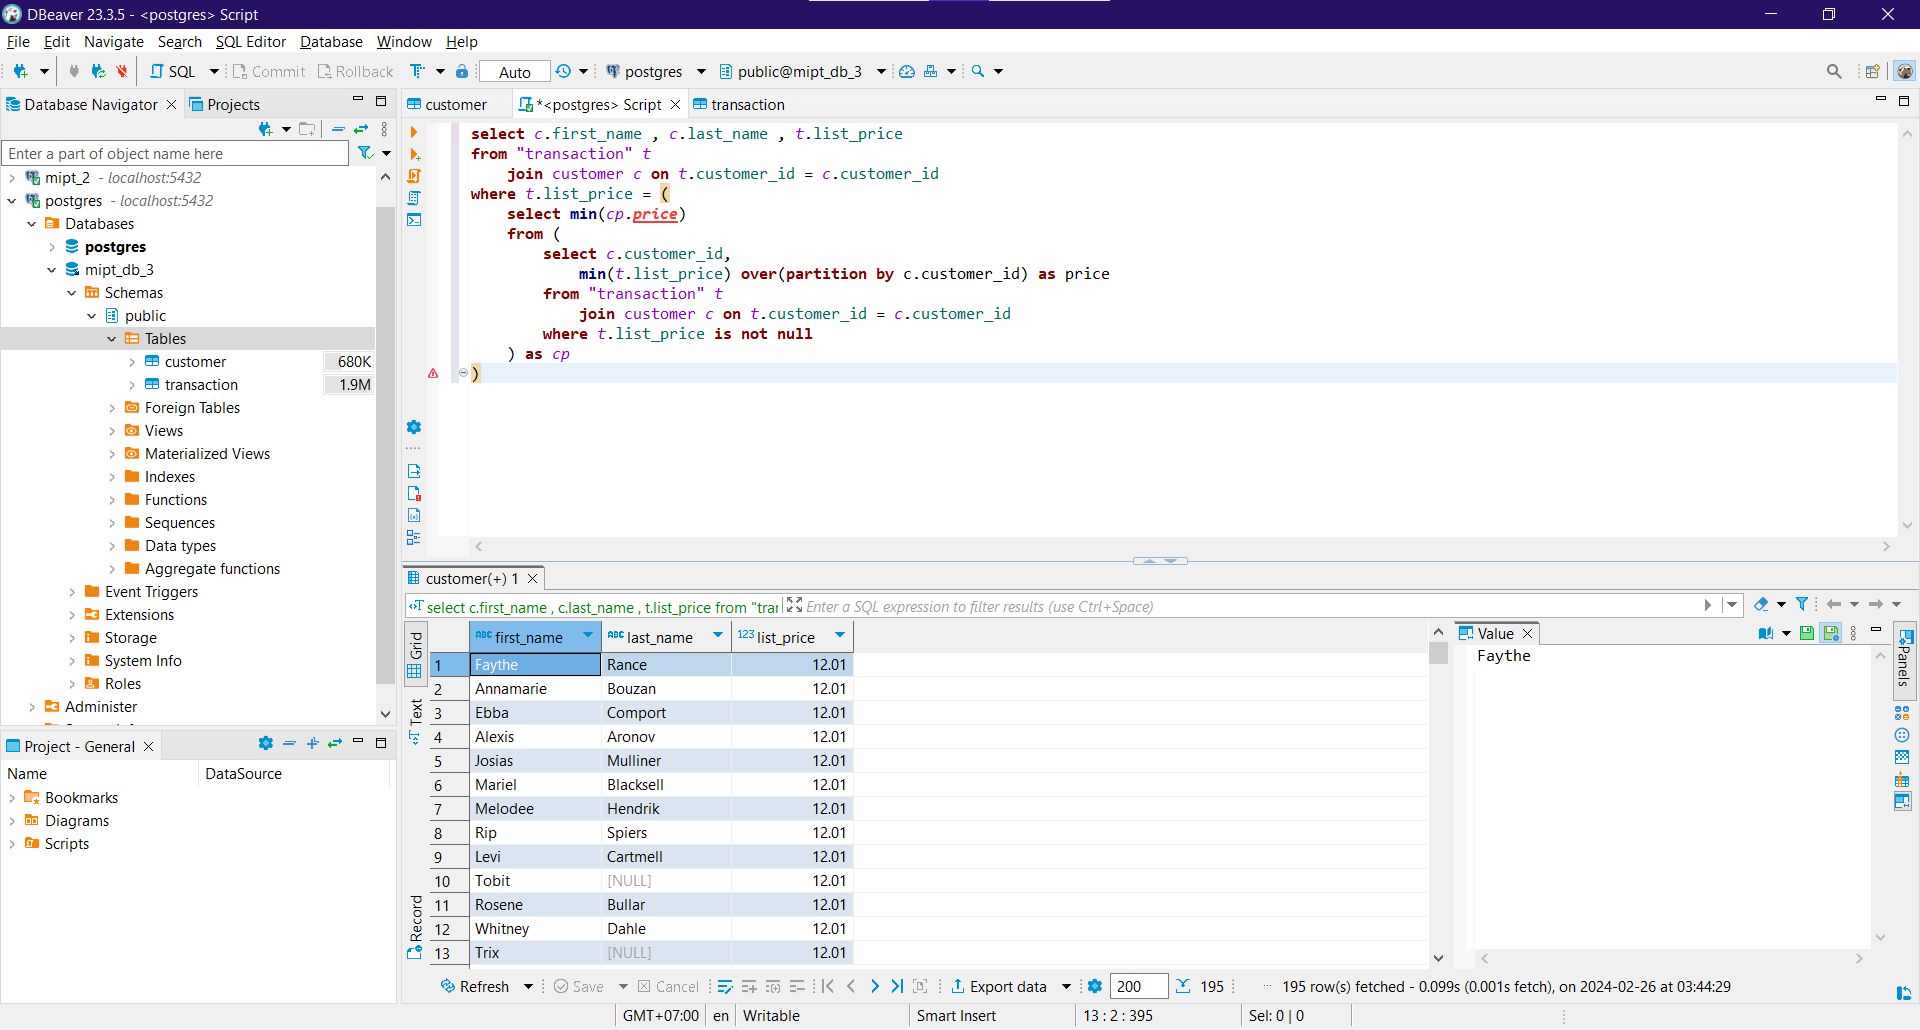 DBeaver 23.3.5 - <postgres> Script
File Edit Navigate Search SQL Editor Database Window Help
SQL Commit Rollback Auto postgres public@mipt_db_3
Database Navigator Projects
Enter a part of object name here
mipt_2 - localhost:5432
postgres - localhost:5432
Databases
postgres
mipt_db_3
Schemas
public
Tables
customer 680K
transaction 1.9M
Foreign Tables
Views
Materialized Views
Indexes
Functions
Sequences
Data types
Aggregate functions
Event Triggers
Extensions
Storage
System Info
Roles
Administer
Project - General
Name DataSource
Bookmarks
Diagrams
Scripts
customer *<postgres> Script transaction
select c.first_name , c.last_name , t.list_price
from "transaction" t
join customer c on t.customer_id = c.customer_id
where t.list_price = (
select min(cp.price)
from (
select c.customer_id,
min(t.list_price) over(partition by c.customer_id) as price
from "transaction" t
join customer c on t.customer_id = c.customer_id
where t.list_price is not null
) as cp
)
customer(+) 1
select c.first_name , c.last_name , t.list_price from "tran Enter a SQL expression to filter results (use Ctrl+Space)
Grid
Text
Record
ABC first_name ABC last_name 123 list_price
1 Faythe Rance 12.01
2 Annamarie Bouzan 12.01
3 Ebba Comport 12.01
4 Alexis Aronov 12.01
5 Josias Mulliner 12.01
6 Mariel Blacksell 12.01
7 Melodee Hendrik 12.01
8 Rip Spiers 12.01
9 Levi Cartmell 12.01
10 Tobit [NULL] 12.01
11 Rosene Bullar 12.01
12 Whitney Dahle 12.01
13 Trix [NULL] 12.01
Value
Faythe
Panels
Refresh Save Cancel Export data 200 195 195 row(s) fetched - 0.099s (0.001s fetch), on 2024-02-26 at 03:44:29
GMT+07:00 en Writable Smart Insert 13 : 2 : 395 Sel: 0 | 0